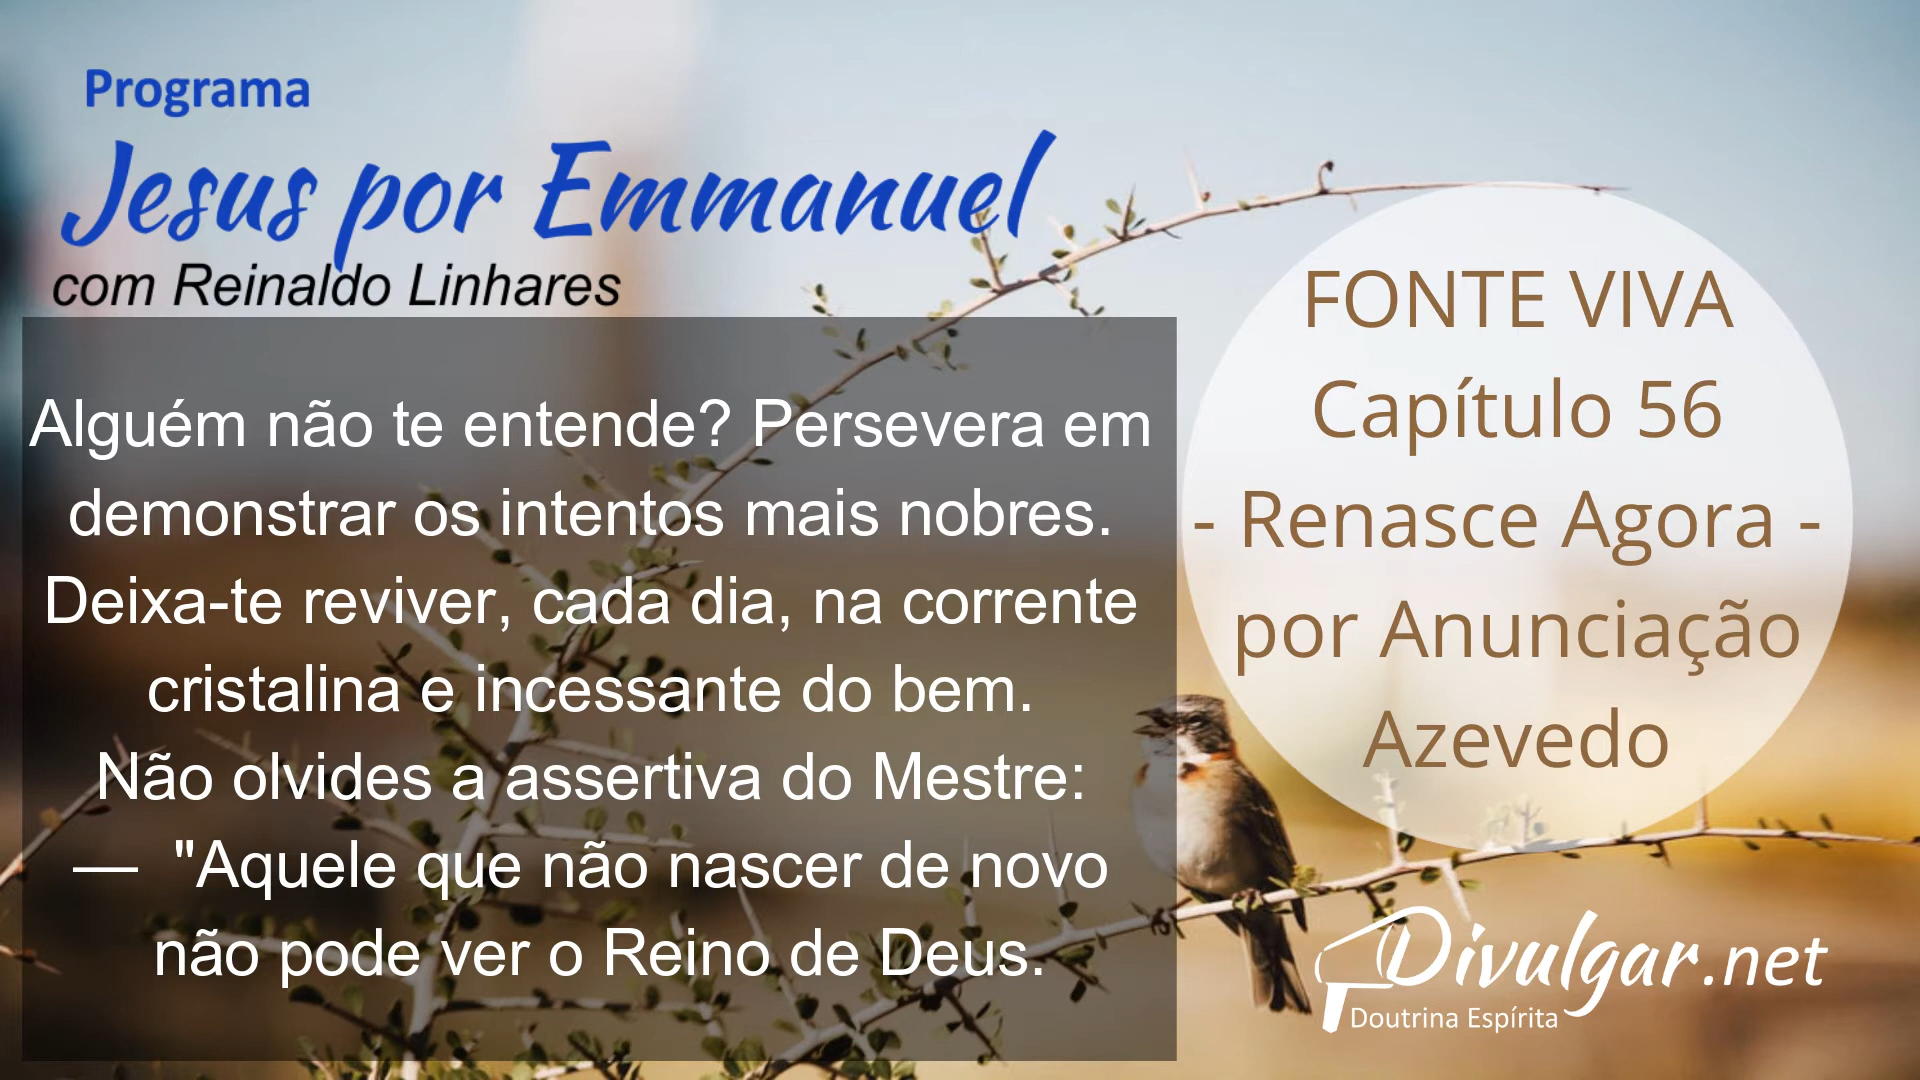 Programa
Jesus por Emmanuel
com Reinaldo Linhares
Alguém não te entende? Persevera em
demonstrar os intentos mais nobres.
Deixa-te reviver, cada dia, na corrente
cristalina e incessante do bem.
Não olvides a assertiva do Mestre:
— "Aquele que não nascer de novo
não pode ver o Reino de Deus.
FONTE VIVA
Capítulo 56
- Renasce Agora -
por Anunciação
Azevedo
Divulgar.net
Doutrina Espírita